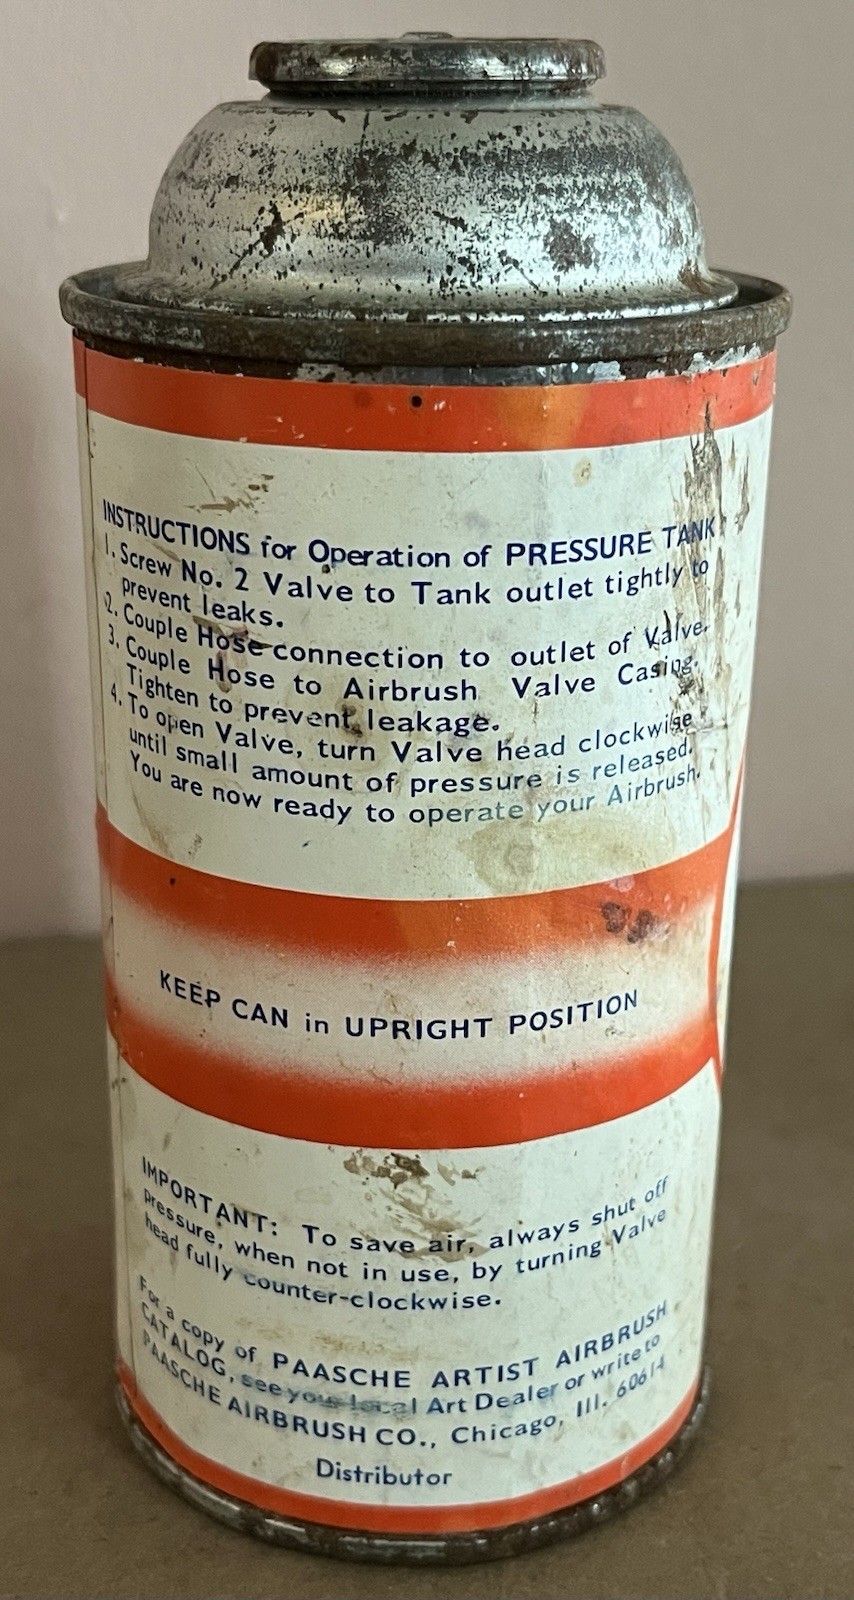 INSTRUCTIONS for Operation of PRESSURE TANK
1. Screw No. 2 Valve to Tank outlet tightly to
prevent leaks.
2. Couple Hose connection to outlet of Valve.
3. Couple Hose to Airbrush Valve Casing.
Tighten to prevent leakage.
4. To open Valve, turn Valve head clockwise
until small amount of pressure is released.
You are now ready to operate your Airbrush.
KEEP CAN in UPRIGHT POSITION
IMPORTANT: To save air, always shut off
pressure, when not in use, by turning Valve
head fully counter-clockwise.
For a copy of PAASCHE ARTIST AIRBRUSH
CATALOG, see your local Art Dealer or write to
PAASCHE AIRBRUSH CO., Chicago, Ill. 60614
Distributor